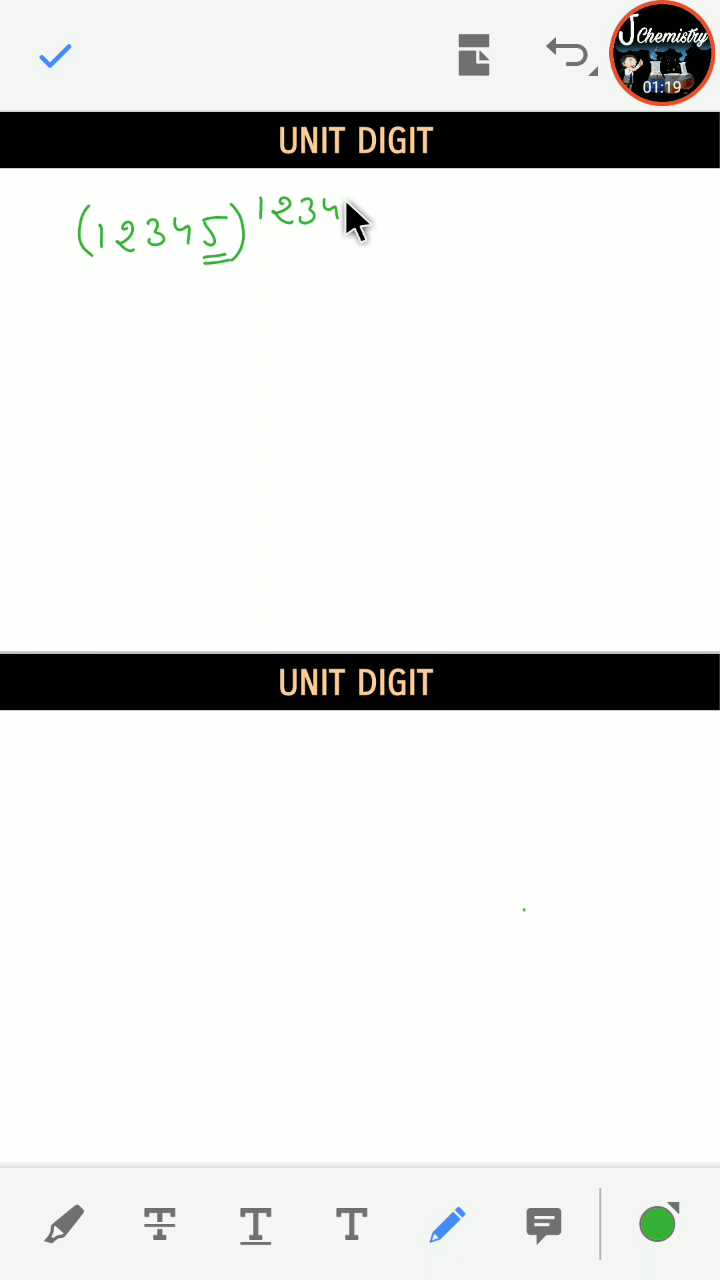 J Chemistry
01:19
UNIT DIGIT
(12345)^1234
UNIT DIGIT
T T T